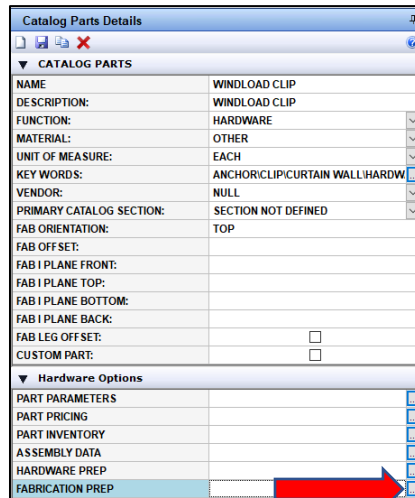 Catalog Parts Details
CATALOG PARTS
NAME WINDLOAD CLIP
DESCRIPTION: WINDLOAD CLIP
FUNCTION: HARDWARE
MATERIAL: OTHER
UNIT OF MEASURE: EACH
KEY WORDS: ANCHOR\CLIP\CURTAIN WALL\HARDW. ...
VENDOR: NULL
PRIMARY CATALOG SECTION: SECTION NOT DEFINED
FAB ORIENTATION: TOP
FAB OFFSET:
FAB I PLANE FRONT:
FAB I PLANE TOP:
FAB I PLANE BOTTOM:
FAB I PLANE BACK:
FAB LEG OFFSET:
CUSTOM PART:
Hardware Options
PART PARAMETERS ...
PART PRICING ...
PART INVENTORY ...
ASSEMBLY DATA ...
HARDWARE PREP ...
FABRICATION PREP ...